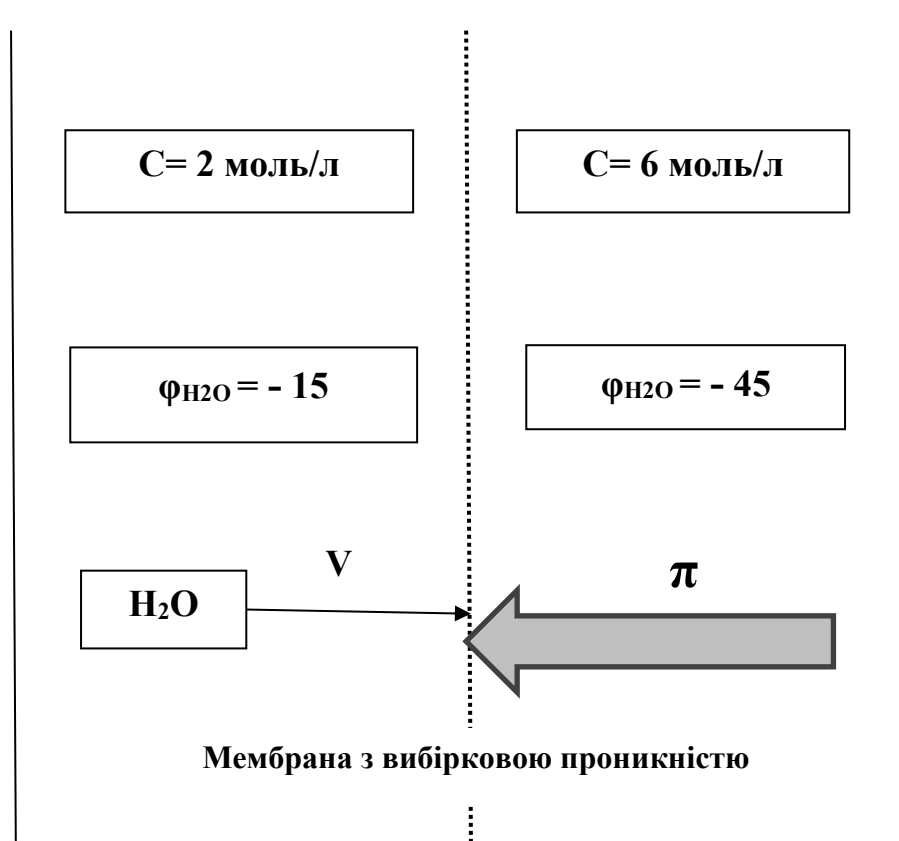 C= 2 моль/л
C= 6 моль/л
φH2O = - 15
φH2O = - 45
V
π
H₂O
Мембрана з вибірковою проникністю